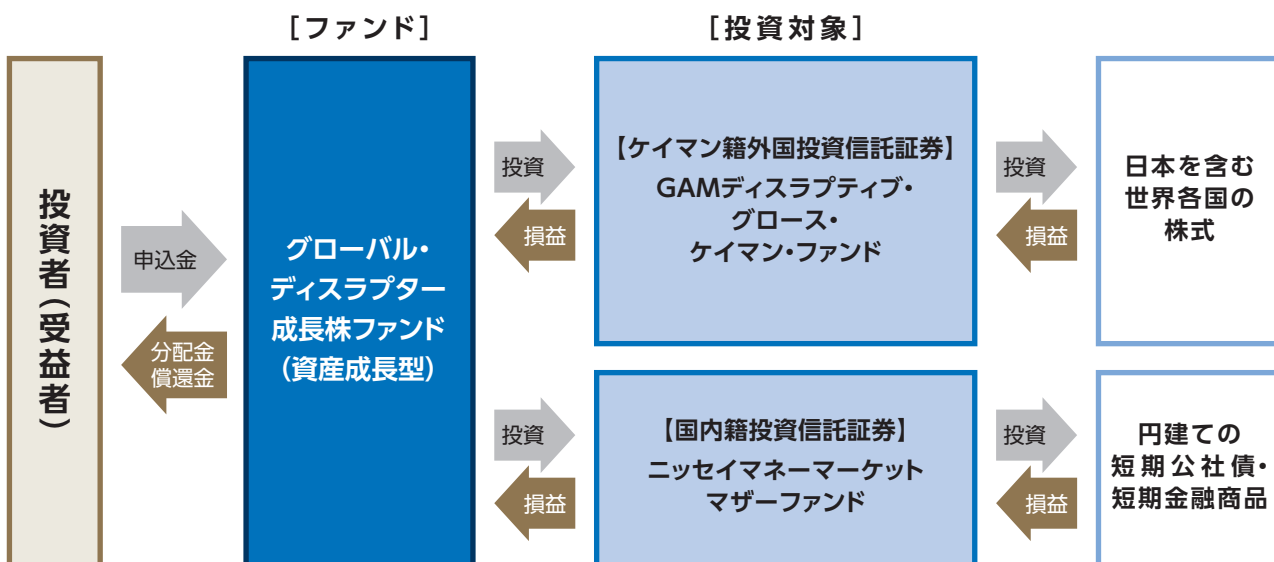 ［ファンド］
［投資対象］
投資者（受益者）
申込金
分配金
償還金
グローバル・
ディスラプター
成長株ファンド
（資産成長型）
投資
損益
【ケイマン籍外国投資信託証券】
GAMディスラプティブ・
グロース・
ケイマン・ファンド
投資
損益
日本を含む
世界各国の
株式
投資
損益
【国内籍投資信託証券】
ニッセイマネーマーケット
マザーファンド
投資
損益
円建ての
短期公社債・
短期金融商品